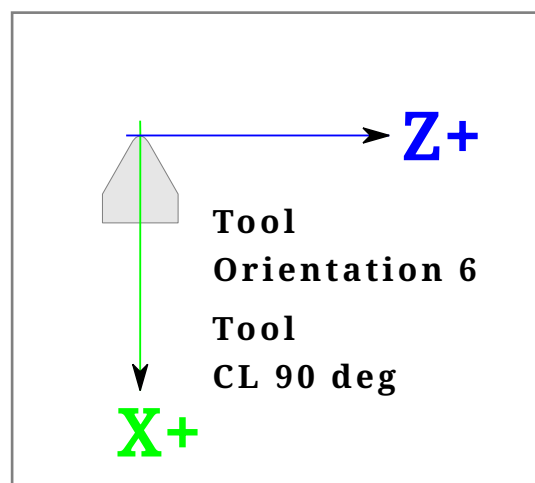 Z+
Tool
Orientation 6
Tool
CL 90 deg
X+